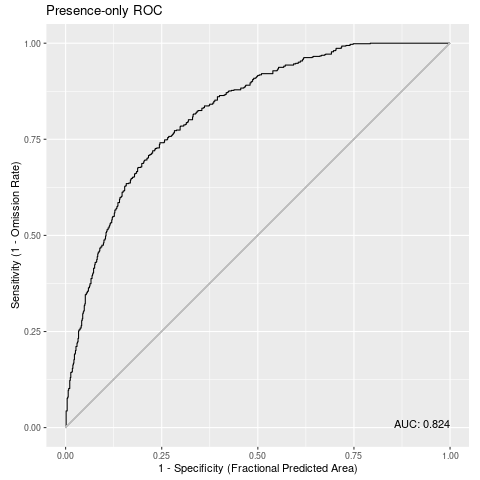 Presence-only ROC
1.00
0.75
0.50
0.25
0.00
Sensitivity (1 - Omission Rate)
AUC: 0.824
0.00 0.25 0.50 0.75 1.00
1 - Specificity (Fractional Predicted Area)